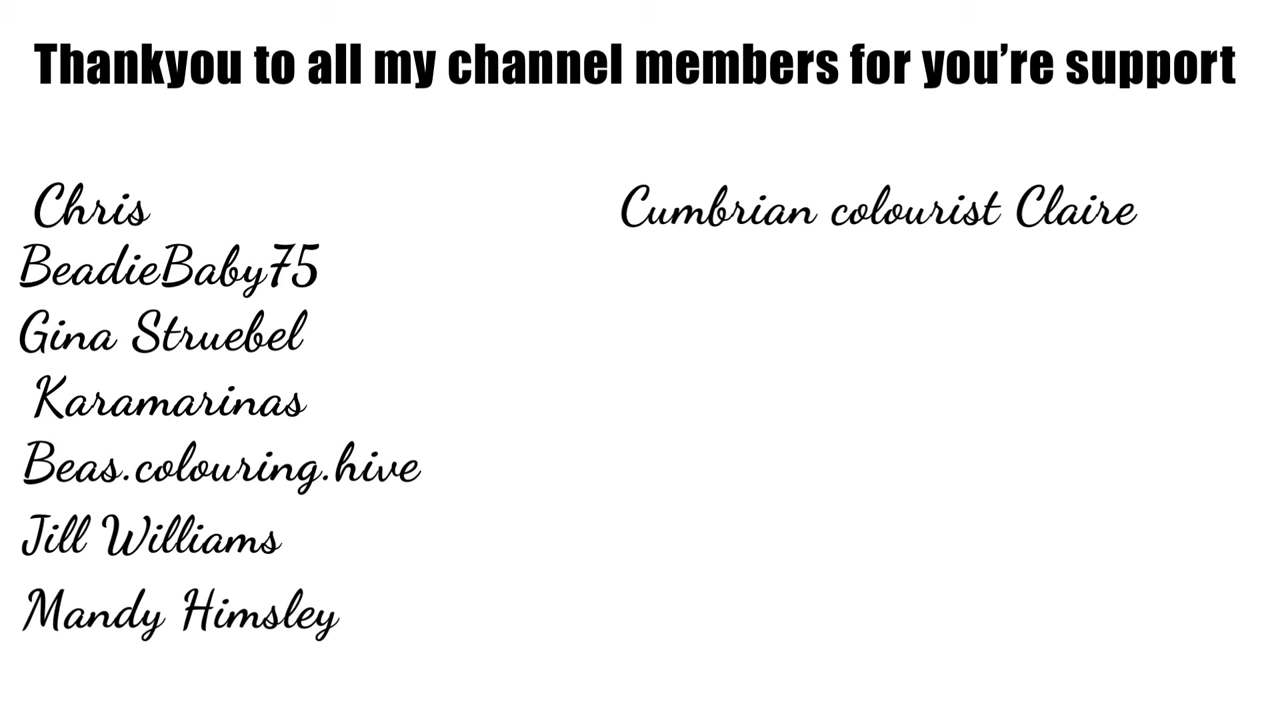 Thankyou to all my channel members for you’re support
Chris
BeadieBaby75
Gina Struebel
Karamarinas
Beas.colouring.hive
Jill Williams
Mandy Himsley
Cumbrian colourist Claire